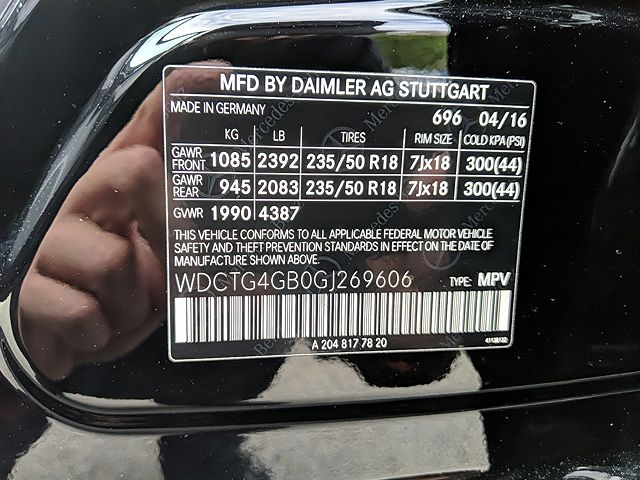 MFD BY DAIMLER AG STUTTGART
MADE IN GERMANY 696 04/16
KG LB TIRES RIM SIZE COLD KPA (PSI)
GAWR FRONT 1085 2392 235/50 R18 7Jx18 300(44)
GAWR REAR 945 2083 235/50 R18 7Jx18 300(44)
GVWR 1990 4387
THIS VEHICLE CONFORMS TO ALL APPLICABLE FEDERAL MOTOR VEHICLE
SAFETY AND THEFT PREVENTION STANDARDS IN EFFECT ON THE DATE OF
MANUFACTURE SHOWN ABOVE.
WDCTG4GB0GJ269606 TYPE: MPV
A 204 817 78 20